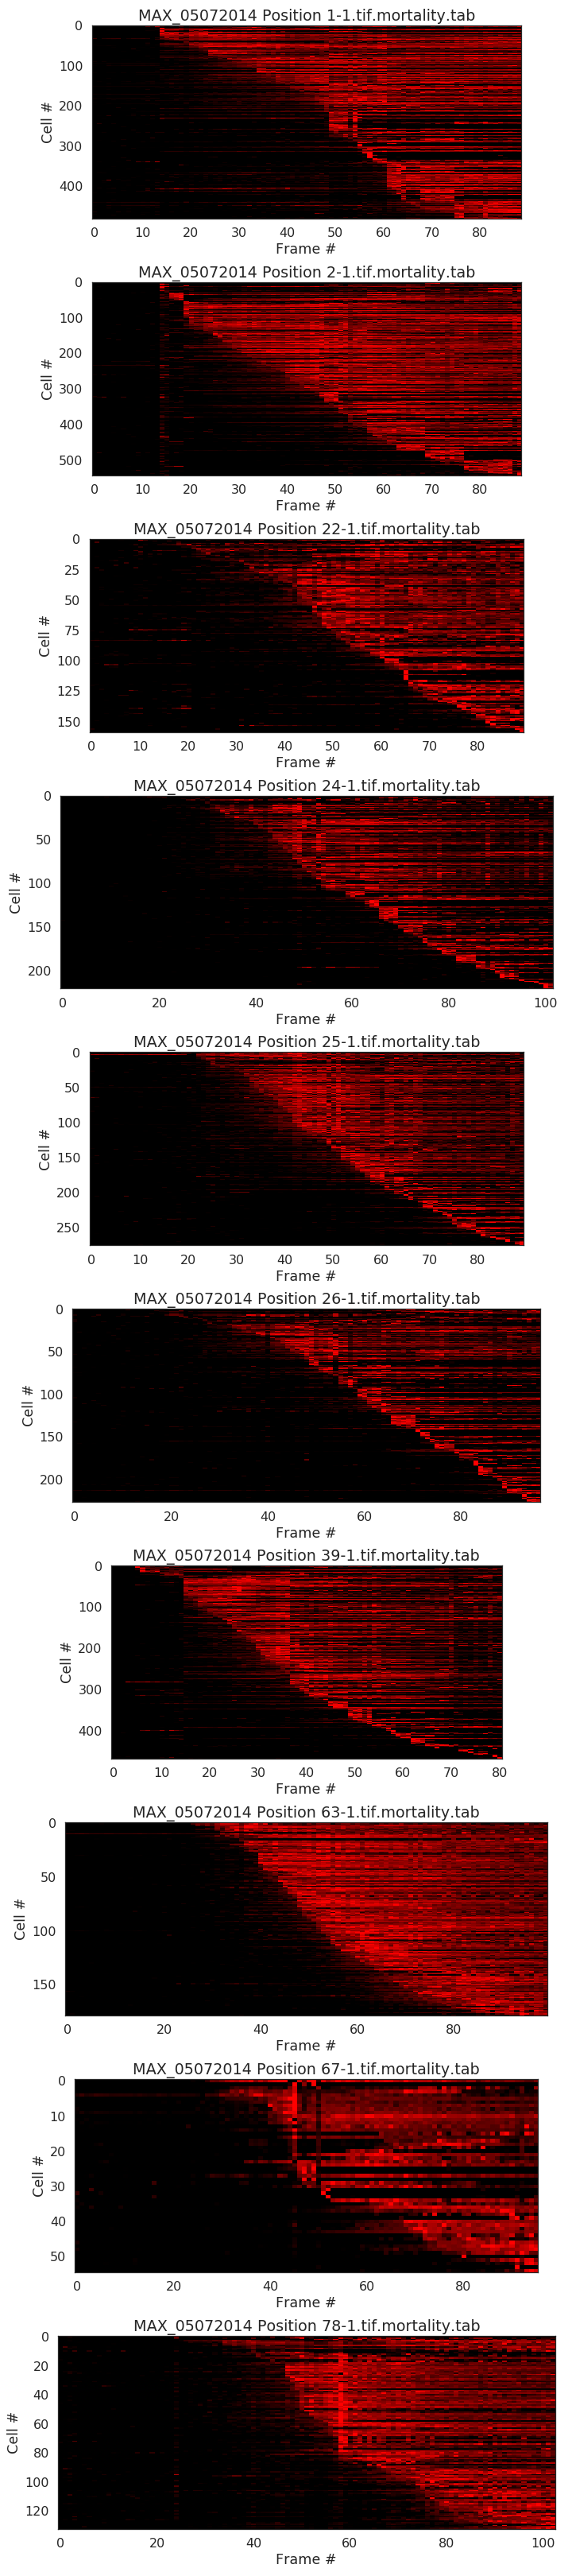 MAX_05072014 Position 1-1.tif.mortality.tab
0
100
200
300
400
Cell #
0 10 20 30 40 50 60 70 80
Frame #
MAX_05072014 Position 2-1.tif.mortality.tab
0
100
200
300
400
500
Cell #
0 10 20 30 40 50 60 70 80
Frame #
MAX_05072014 Position 22-1.tif.mortality.tab
0
25
50
75
100
125
150
Cell #
0 10 20 30 40 50 60 70 80
Frame #
MAX_05072014 Position 24-1.tif.mortality.tab
0
50
100
150
200
Cell #
0 20 40 60 80 100
Frame #
MAX_05072014 Position 25-1.tif.mortality.tab
0
50
100
150
200
250
Cell #
0 10 20 30 40 50 60 70 80
Frame #
MAX_05072014 Position 26-1.tif.mortality.tab
0
50
100
150
200
Cell #
0 20 40 60 80
Frame #
MAX_05072014 Position 39-1.tif.mortality.tab
0
100
200
300
400
Cell #
0 10 20 30 40 50 60 70 80
Frame #
MAX_05072014 Position 63-1.tif.mortality.tab
0
50
100
150
Cell #
0 20 40 60 80
Frame #
MAX_05072014 Position 67-1.tif.mortality.tab
0
10
20
30
40
50
Cell #
0 20 40 60 80
Frame #
MAX_05072014 Position 78-1.tif.mortality.tab
0
20
40
60
80
100
120
Cell #
0 20 40 60 80 100
Frame #